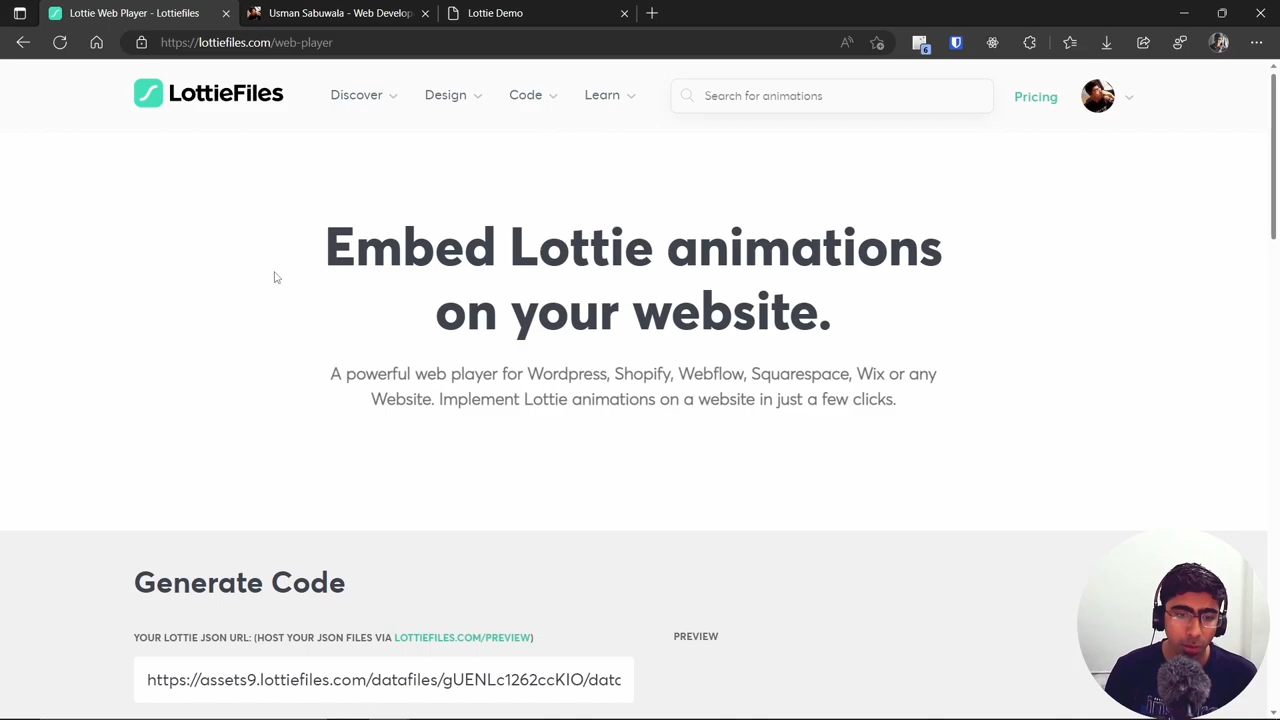 Lottie Web Player - Lottiefiles
Usman Sabuwala - Web Develop
Lottie Demo
https://lottiefiles.com/web-player
6
LottieFiles
Discover
Design
Code
Learn
Search for animations
Pricing
Embed Lottie animations
on your website.
A powerful web player for Wordpress, Shopify, Webflow, Squarespace, Wix or any
Website. Implement Lottie animations on a website in just a few clicks.
Generate Code
YOUR LOTTIE JSON URL: (HOST YOUR JSON FILES VIA LOTTIEFILES.COM/PREVIEW)
PREVIEW
https://assets9.lottiefiles.com/datafiles/gUENLc1262ccKIO/datc